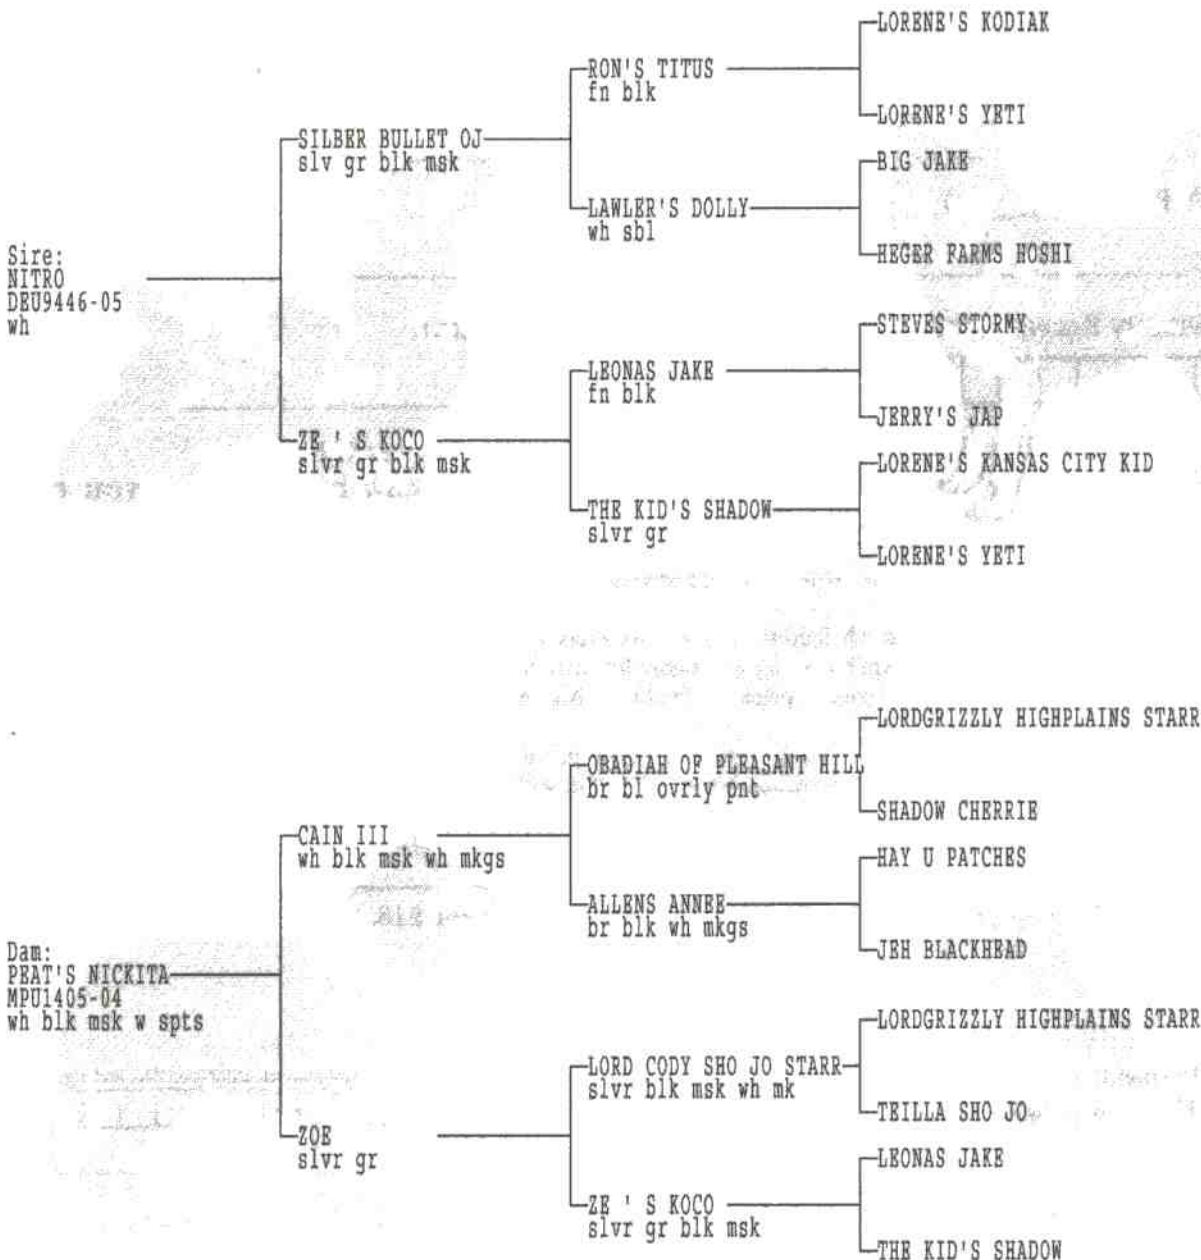 LORENE'S KODIAK
RON'S TITUS
fn blk
LORENE'S YETI
SILBER BULLET OJ
slv gr blk msk
BIG JAKE
LAWLER'S DOLLY
wh sbl
HEGER FARMS HOSHI
Sire:
NITRO
DEU9446-05
wh
STEVES STORMY
LEONAS JAKE
fn blk
JERRY'S JAP
ZE ' S KOCO
slvr gr blk msk
LORENE'S KANSAS CITY KID
THE KID'S SHADOW
slvr gr
LORENE'S YETI
LORDGRIZZLY HIGHPLAINS STARR
OBADIAH OF PLEASANT HILL
br bl ovrly pnt
SHADOW CHERRIE
CAIN III
wh blk msk wh mkgs
HAY U PATCHES
ALLENS ANNEE
br blk wh mkgs
JEH BLACKHEAD
Dam:
PEAT'S NICKITA
MPU1405-04
wh blk msk w spts
LORDGRIZZLY HIGHPLAINS STARR
LORD CODY SHO JO STARR
slvr blk msk wh mk
TEILLA SHO JO
ZOE
slvr gr
LEONAS JAKE
ZE ' S KOCO
slvr gr blk msk
THE KID'S SHADOW